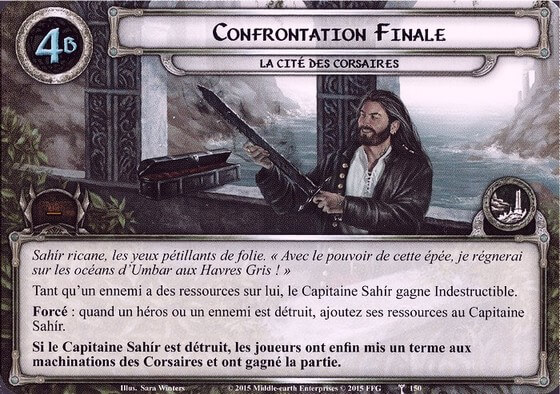 4B
CONFRONTATION FINALE
LA CITÉ DES CORSAIRES
Sahír ricane, les yeux pétillants de folie. « Avec le pouvoir de cette épée, je régnerai
sur les océans d'Umbar aux Havres Gris ! »
Tant qu'un ennemi a des ressources sur lui, le Capitaine Sahír gagne Indestructible.
Forcé : quand un héros ou un ennemi est détruit, ajoutez ses ressources au Capitaine
Sahír.
Si le Capitaine Sahír est détruit, les joueurs ont enfin mis un terme aux
machinations des Corsaires et ont gagné la partie.
Illus. Sara Winters © 2015 Middle-earth Enterprises © 2015 FFG 150